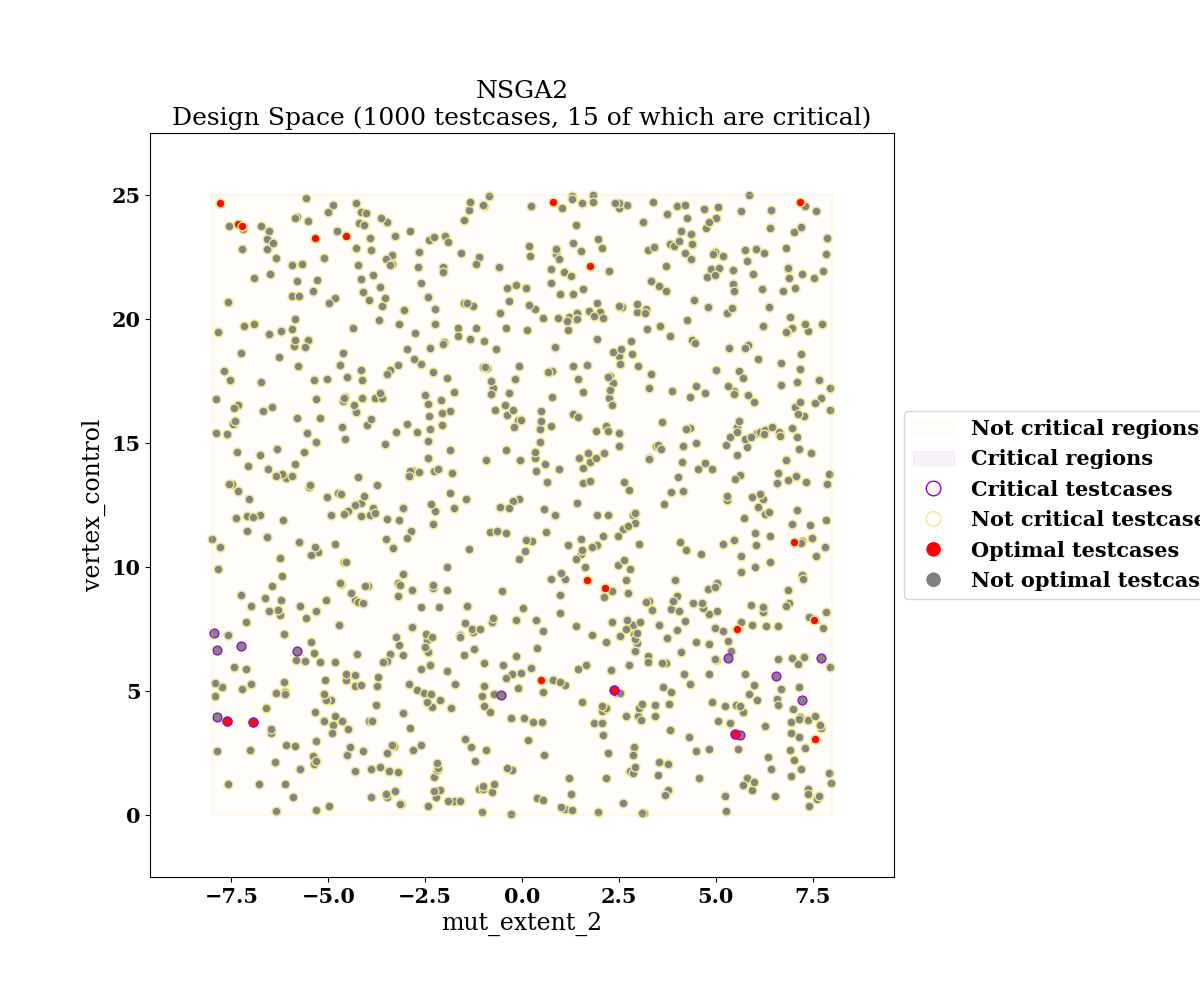 NSGA2
Design Space (1000 testcases, 15 of which are critical)
25
20
15
10
5
0
vertex_control
−7.5 −5.0 −2.5 0.0 2.5 5.0 7.5
mut_extent_2
Not critical regions
Critical regions
Critical testcases
Not critical testcase
Optimal testcases
Not optimal testcas